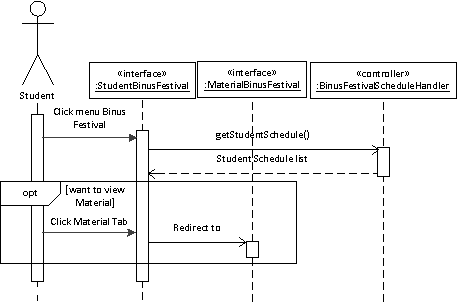 «interface»
:StudentBinusFestival
«interface»
:MaterialBinusFestival
«controller»
:BinusFestivalScheduleHandler
Student
Click menu Binus
Festival
getStudentSchedule()
Student Schedule list
opt
[want to view
Material]
Click Material Tab
Redirect to